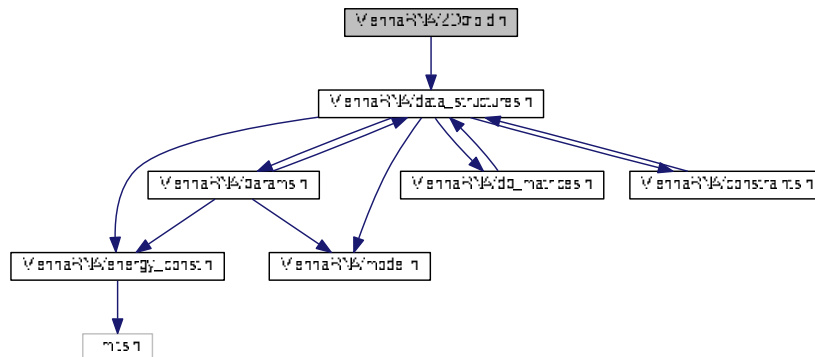 ViennaRNA/2Dfold.h
ViennaRNA/data_structures.h
ViennaRNA/params.h
ViennaRNA/dp_matrices.h
ViennaRNA/constraints.h
ViennaRNA/energy_const.h
ViennaRNA/model.h
limits.h